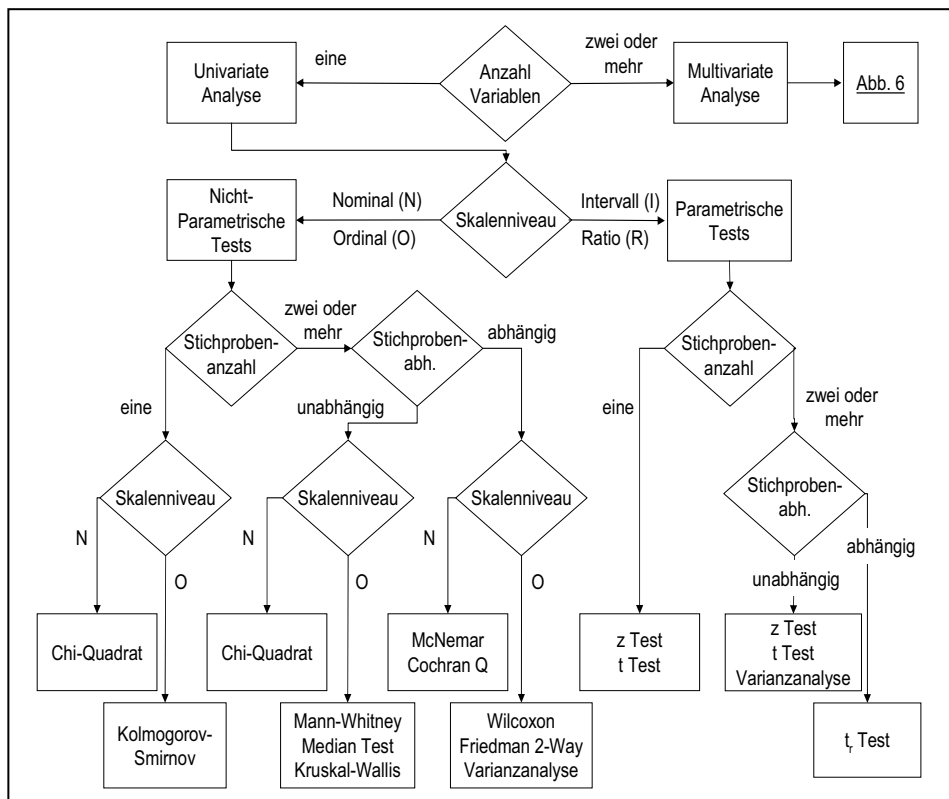 Univariate
Analyse
eine
Anzahl
Variablen
zwei oder
mehr
Multivariate
Analyse
Abb. 6
Nicht-
Parametrische
Tests
Nominal (N)
Ordinal (O)
Skalenniveau
Intervall (I)
Ratio (R)
Parametrische
Tests
Stichproben-
anzahl
zwei oder
mehr
Stichproben-
abh.
abhängig
Stichproben-
anzahl
eine
unabhängig
eine
zwei oder
mehr
Skalenniveau
Skalenniveau
Skalenniveau
Stichproben-
abh.
N
O
N
O
N
O
unabhängig
abhängig
Chi-Quadrat
Chi-Quadrat
McNemar
Cochran Q
z Test
t Test
z Test
t Test
Varianzanalyse
Kolmogorov-
Smirnov
Mann-Whitney
Median Test
Kruskal-Wallis
Wilcoxon
Friedman 2-Way
Varianzanalyse
tr Test